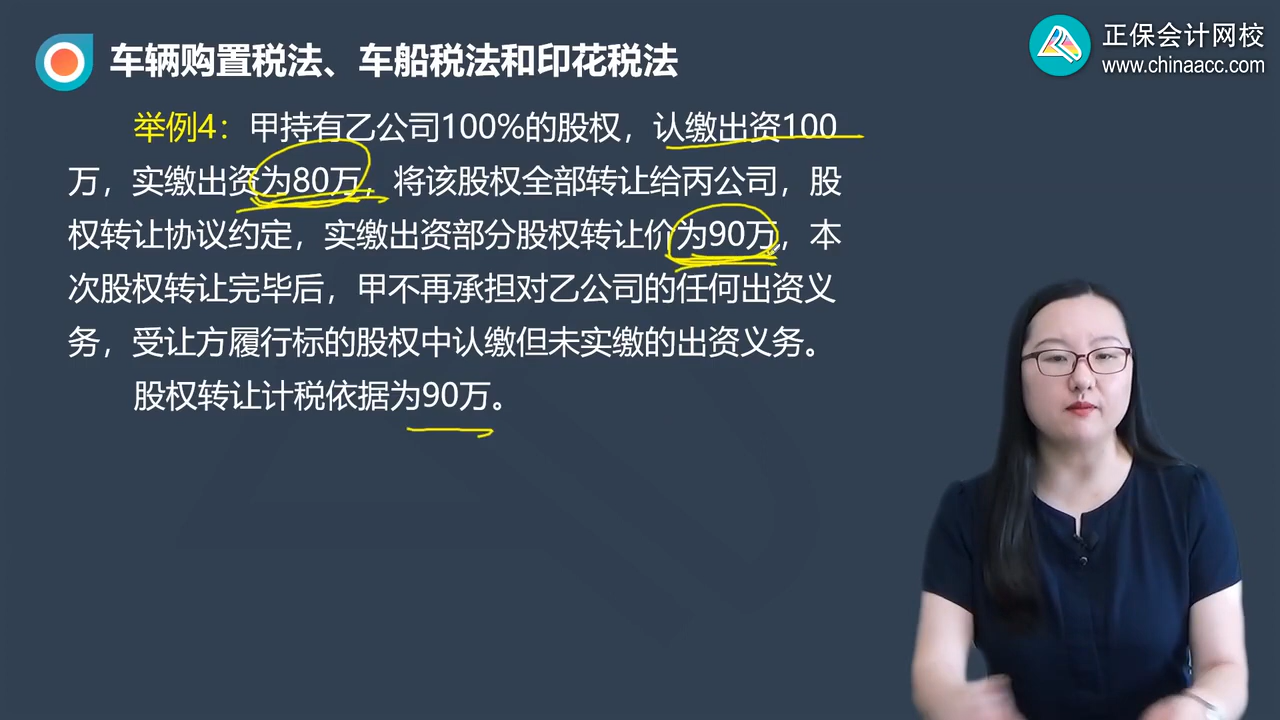 车辆购置税法、车船税法和印花税法
正保会计网校
www.chinaacc.com
举例4：甲持有乙公司100%的股权，认缴出资100
万，实缴出资为80万，将该股权全部转让给丙公司，股
权转让协议约定，实缴出资部分股权转让价为90万，本
次股权转让完毕后，甲不再承担对乙公司的任何出资义
务，受让方履行标的股权中认缴但未实缴的出资义务。
股权转让计税依据为90万。